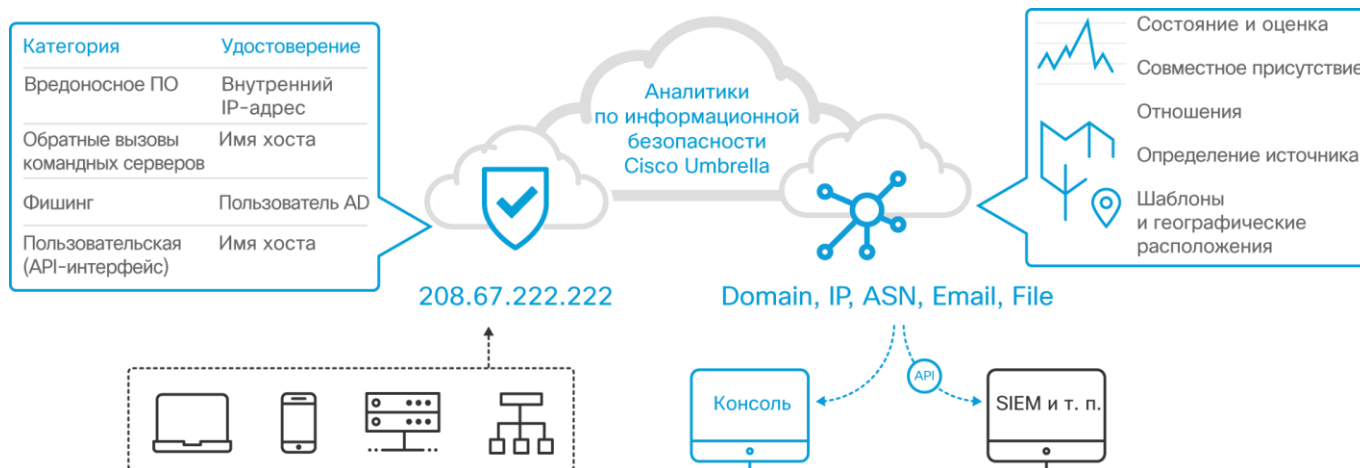 Категория Удостоверение
Вредоносное ПО Внутренний
IP-адрес
Обратные вызовы Имя хоста
командных серверов
Фишинг Пользователь AD
Пользовательская Имя хоста
(API-интерфейс)
Аналитики
по информационной
безопасности
Cisco Umbrella
Состояние и оценка
Совместное присутствие
Отношения
Определение источника
Шаблоны
и географические
расположения
208.67.222.222
Domain, IP, ASN, Email, File
Консоль
API
SIEM и т. п.